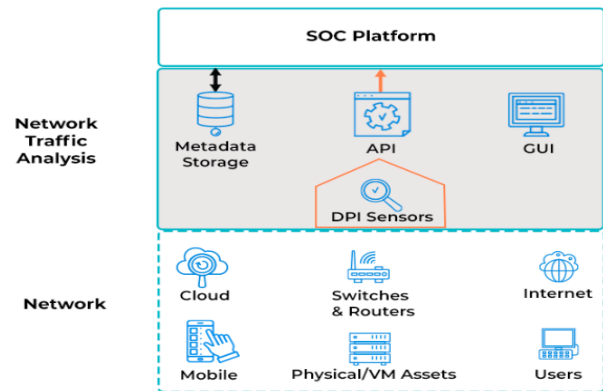 SOC Platform
Network
Traffic
Analysis
Metadata
Storage
API
GUI
DPI Sensors
Network
Cloud
Switches
& Routers
Internet
Mobile
Physical/VM Assets
Users